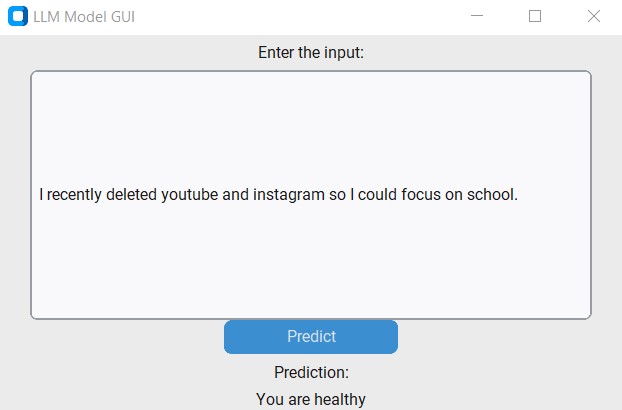 LLM Model GUI
Enter the input:
I recently deleted youtube and instagram so I could focus on school.
Predict
Prediction:
You are healthy